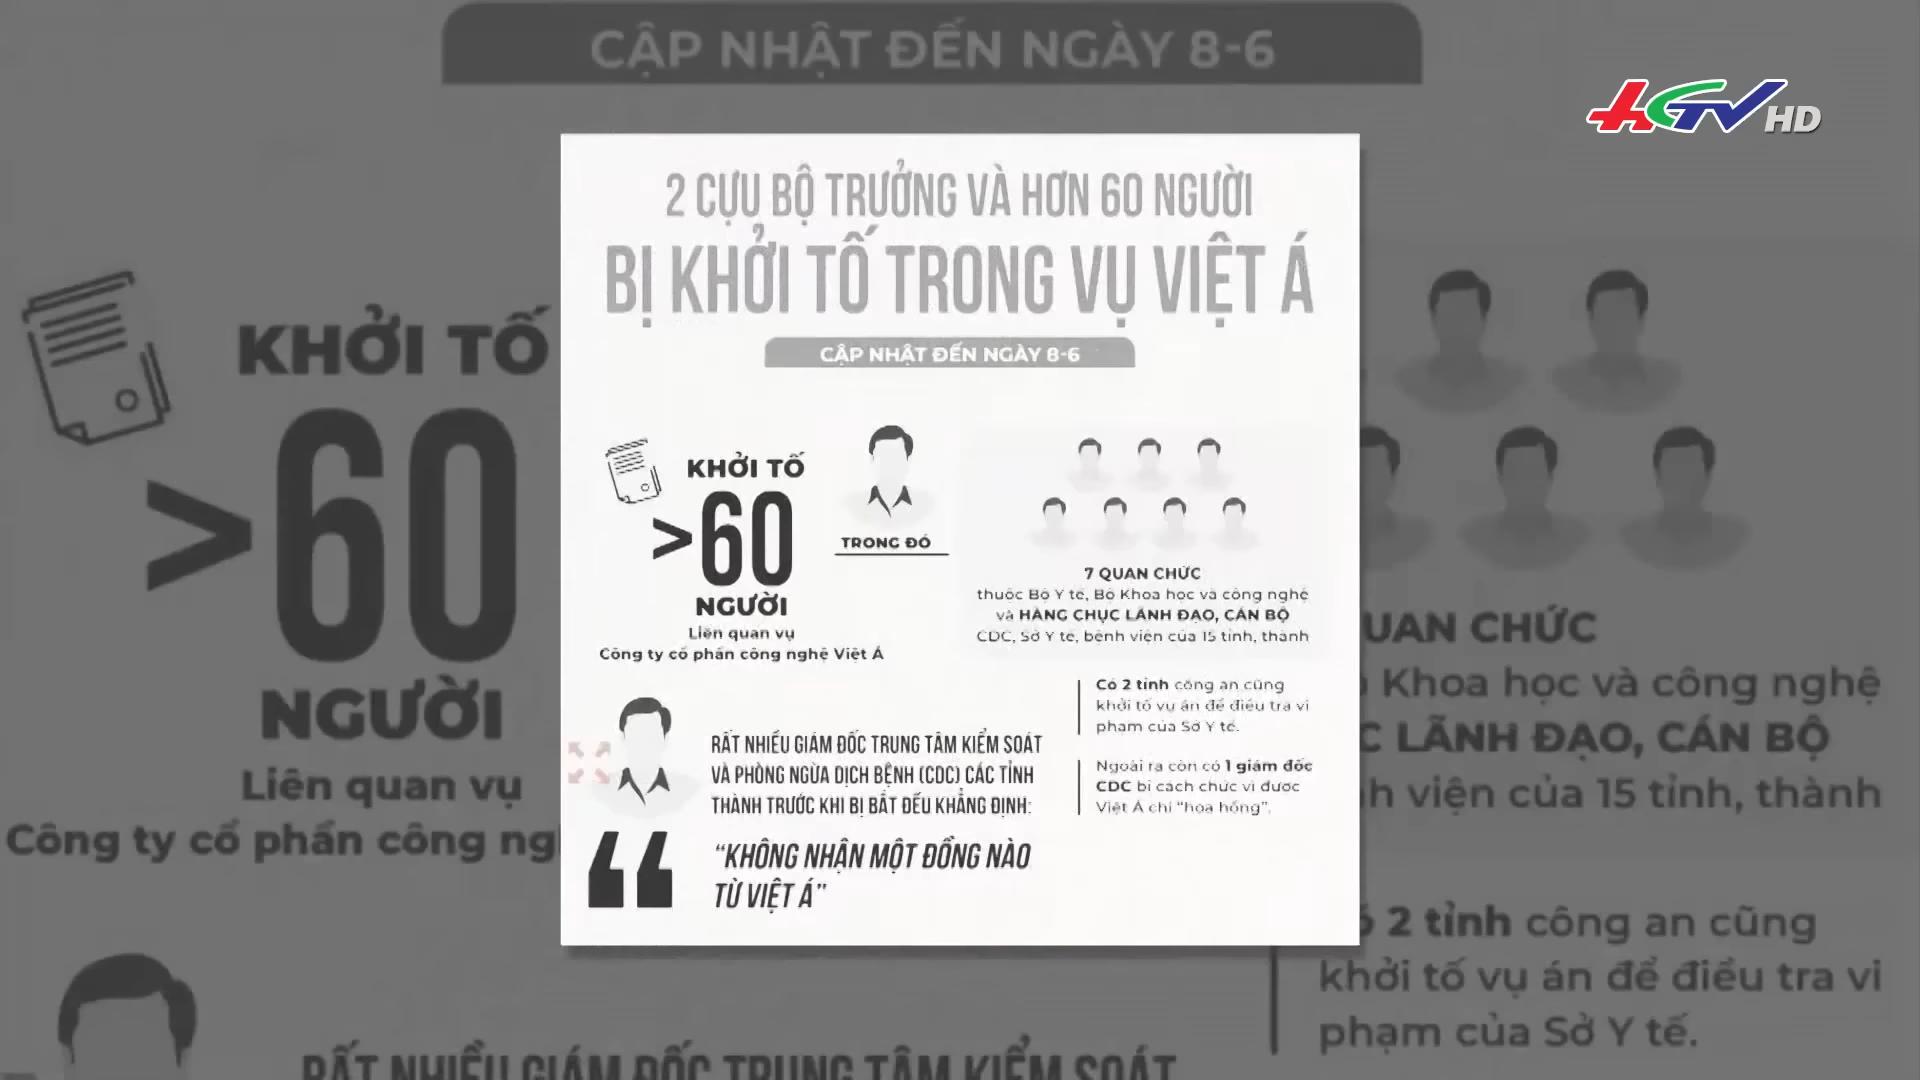 CẬP NHẬT ĐẾN NGÀY 8-6
HGTV HD
2 CỰU BỘ TRƯỞNG VÀ HƠN 60 NGƯỜI
BỊ KHỞI TỐ TRONG VỤ VIỆT Á
CẬP NHẬT ĐẾN NGÀY 8-6
KHỞI TỐ
>60
NGƯỜI
Liên quan vụ
Công ty cổ phần công nghệ Việt Á
TRONG ĐÓ
7 QUAN CHỨC
thuộc Bộ Y tế, Bộ Khoa học và công nghệ
và HÀNG CHỤC LÃNH ĐẠO, CÁN BỘ
CDC, Sở Y tế, bệnh viện của 15 tỉnh, thành
Có 2 tỉnh công an cũng
khởi tố vụ án để điều tra vi
phạm của Sở Y tế.
Ngoài ra còn có 1 giám đốc
CDC bị cách chức vì được
Việt Á chi "hoa hồng".
RẤT NHIỀU GIÁM ĐỐC TRUNG TÂM KIỂM SOÁT
VÀ PHÒNG NGỪA DỊCH BỆNH (CDC) CÁC TỈNH
THÀNH TRƯỚC KHI BỊ BẮT ĐỀU KHẲNG ĐỊNH:
"KHÔNG NHẬN MỘT ĐỒNG NÀO
TỪ VIỆT Á"
KHỞI TỐ
>60
NGƯỜI
Liên quan vụ
Công ty cổ phần công ng
UAN CHỨC
Khoa học và công nghệ
C LÃNH ĐẠO, CÁN BỘ
h viện của 15 tỉnh, thành
ó 2 tỉnh công an cũng
khởi tố vụ án để điều tra vi
phạm của Sở Y tế.
RẤT NHIỀU GIÁM ĐỐC TRUNG TÂM KIỂM SOÁT